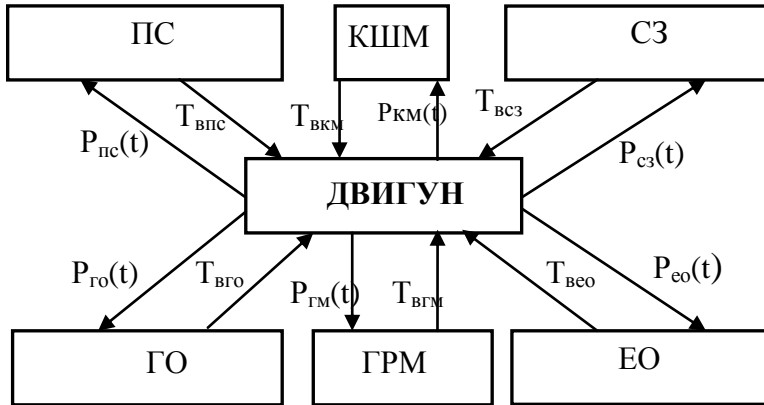 ПС
КШМ
СЗ
Tвпс
Tвкм
Pкм(t)
Tвсз
Pпс(t)
Pсз(t)
ДВИГУН
Pго(t)
Tвго
Pгм(t)
Tвгм
Tвео
Pео(t)
ГО
ГРМ
ЕО